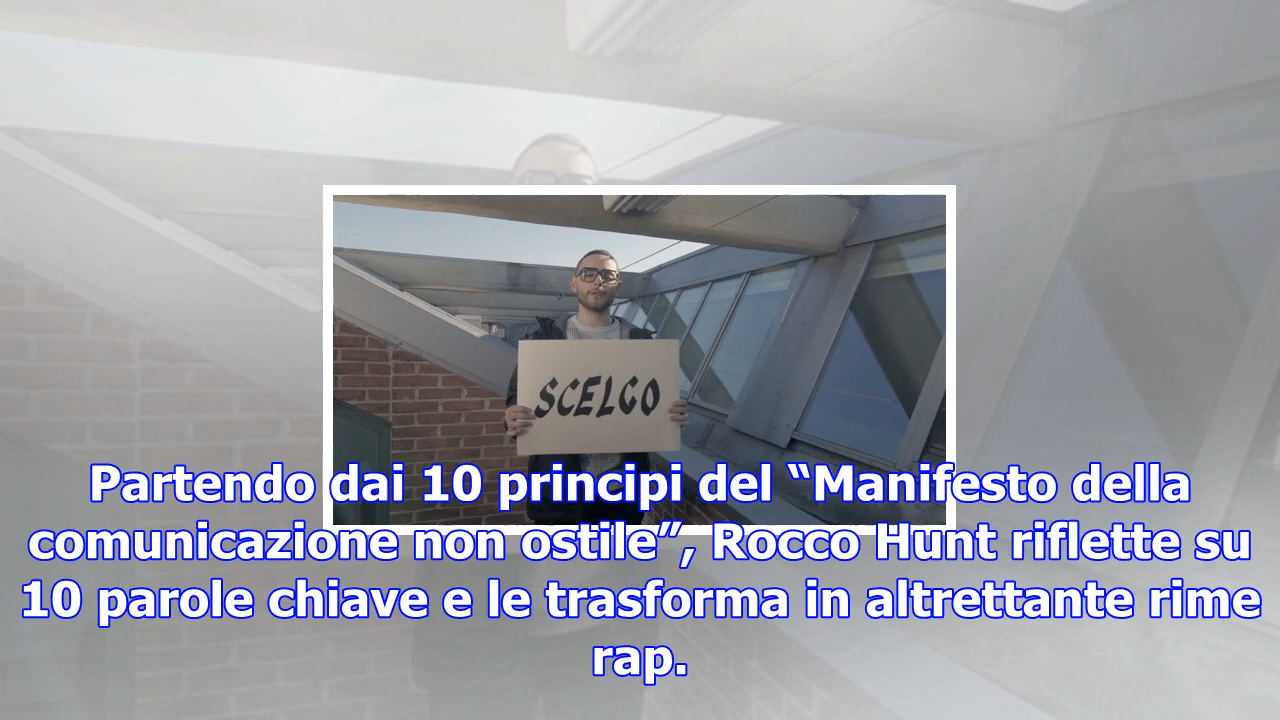 SCELGO
Partendo dai 10 principi del “Manifesto della
comunicazione non ostile”, Rocco Hunt riflette su
10 parole chiave e le trasforma in altrettante rime
rap.